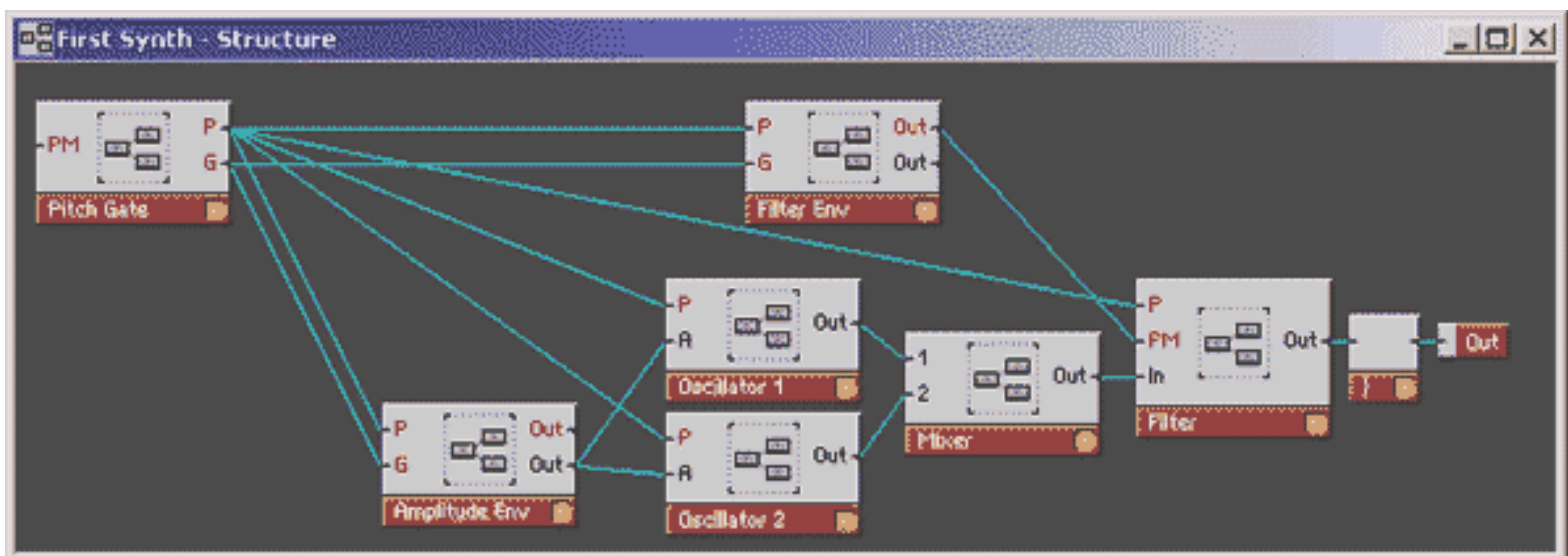 First Synth - Structure
PM
P
G
Pitch Gate
P
G
Out
Out
Filter Env
P
A
Out
Oscillator 1
P
G
Out
Out
Amplitude Env
P
A
Out
Oscillator 2
1
2
Out
Mixer
P
PM
In
Out
Filter
}
Out